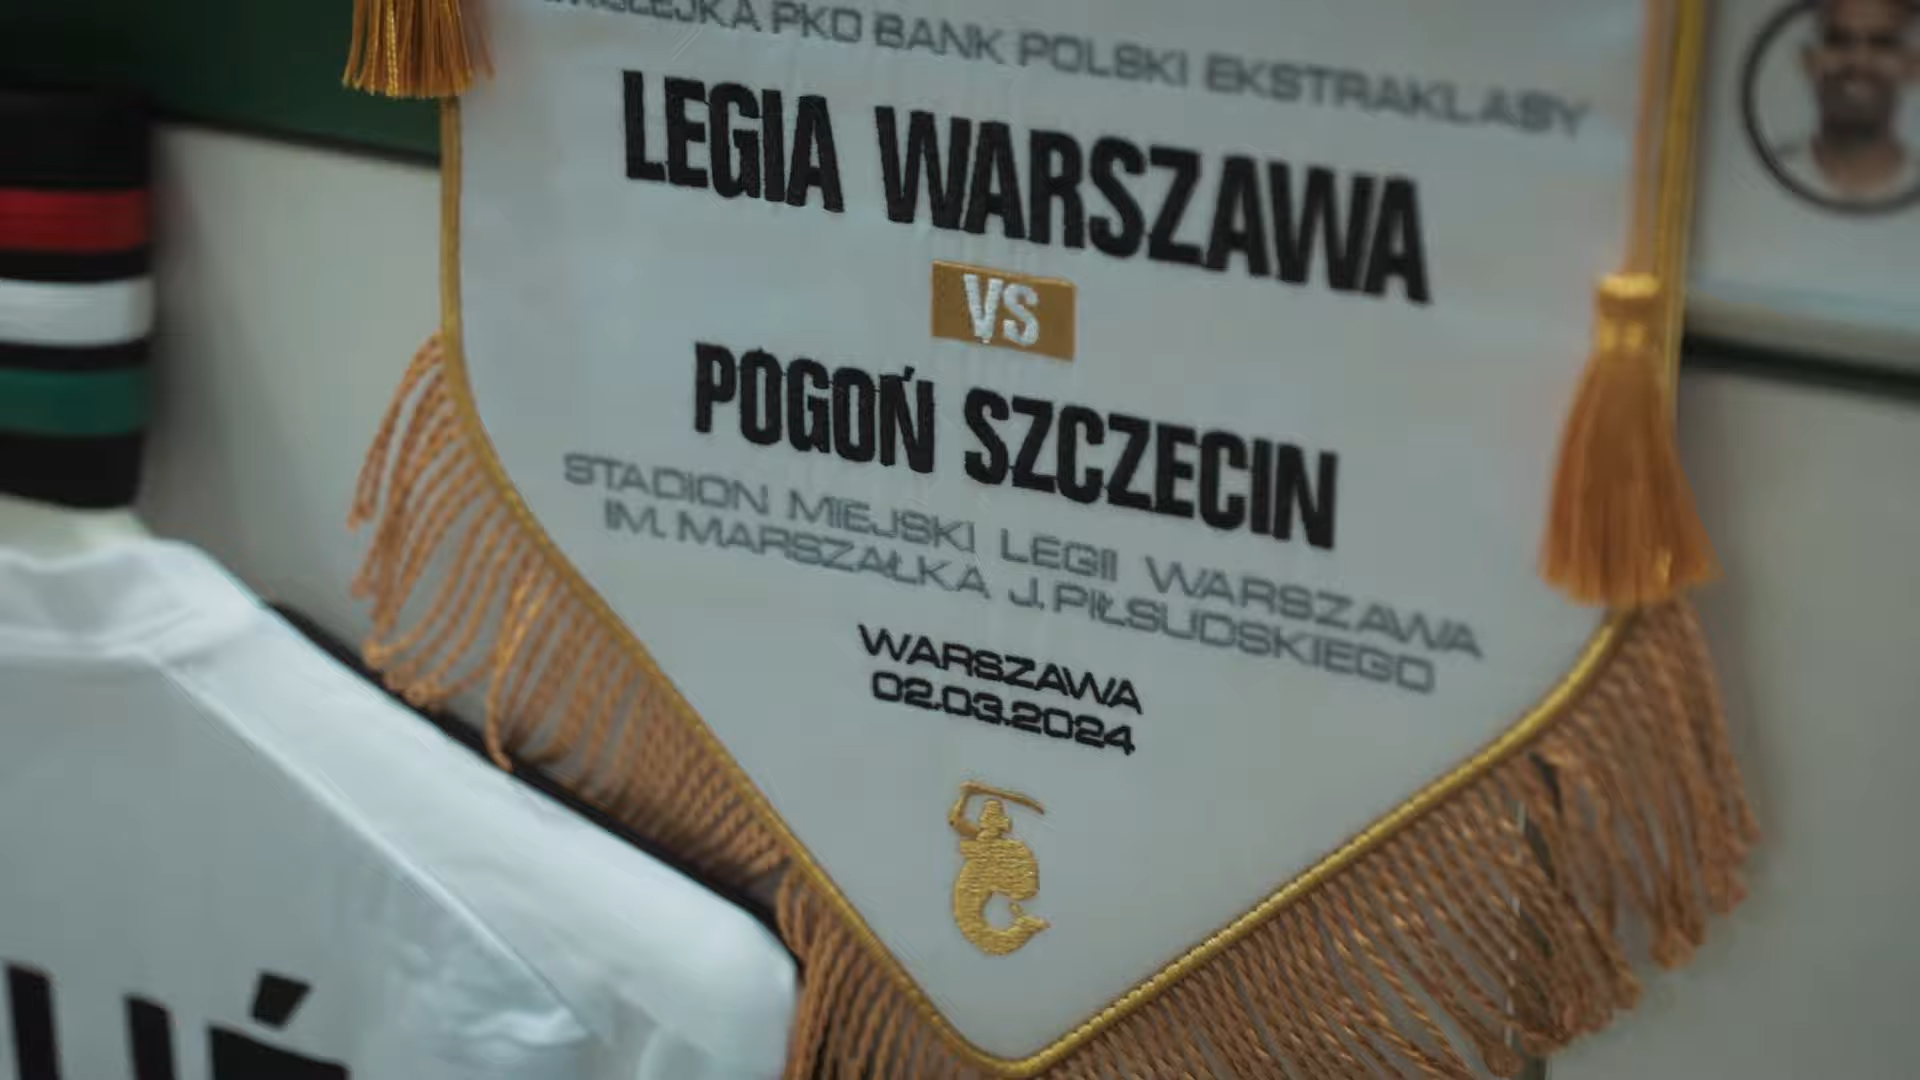 PKO BANK POLSKI EKSTRAKLASY
LEGIA WARSZAWA
VS
POGOŃ SZCZECIN
STADION MIEJSKI LEGII WARSZAWA
IM. MARSZAŁKA J. PIŁSUDSKIEGO
WARSZAWA
02.03.2024